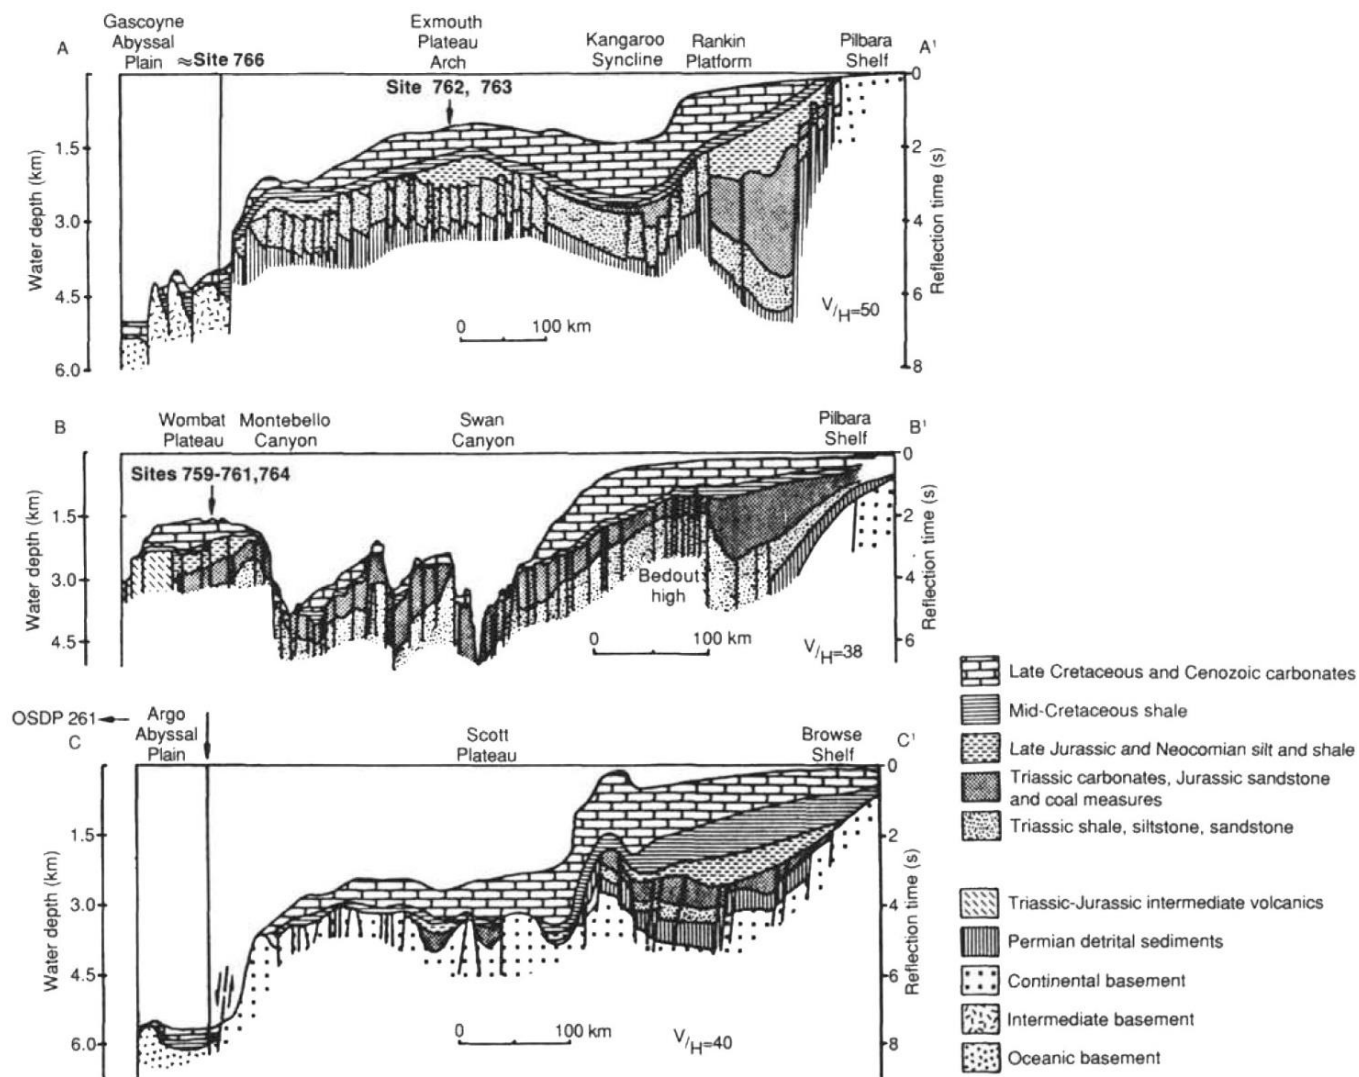 Gascoyne
Abyssal
Plain
≈Site 766
Exmouth
Plateau
Arch
Site 762, 763
Kangaroo
Syncline
Rankin
Platform
Pilbara
Shelf
A
A¹
Water depth (km)
1.5
3.0
4.5
6.0
0
2
4
6
8
Reflection time (s)
0 100 km
V/H=50
B
Wombat
Plateau
Montebello
Canyon
Swan
Canyon
Pilbara
Shelf
B¹
Sites 759-761,764
Water depth (km)
1.5
3.0
4.5
0
2
4
6
Reflection time (s)
Bedout
high
0 100 km
V/H=38
OSDP 261
C
Argo
Abyssal
Plain
Scott
Plateau
Browse
Shelf
C¹
Water depth (km)
1.5
3.0
4.5
6.0
0
2
4
6
8
Reflection time (s)
0 100 km
V/H=40
Late Cretaceous and Cenozoic carbonates
Mid-Cretaceous shale
Late Jurassic and Neocomian silt and shale
Triassic carbonates, Jurassic sandstone
and coal measures
Triassic shale, siltstone, sandstone
Triassic-Jurassic intermediate volcanics
Permian detrital sediments
Continental basement
Intermediate basement
Oceanic basement